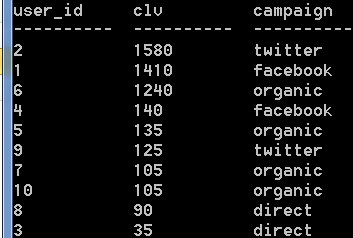 user_id clv campaign
---------- ---------- ----------
2 1580 twitter
1 1410 facebook
6 1240 organic
4 140 facebook
5 135 organic
9 125 twitter
7 105 organic
10 105 organic
8 90 direct
3 35 direct